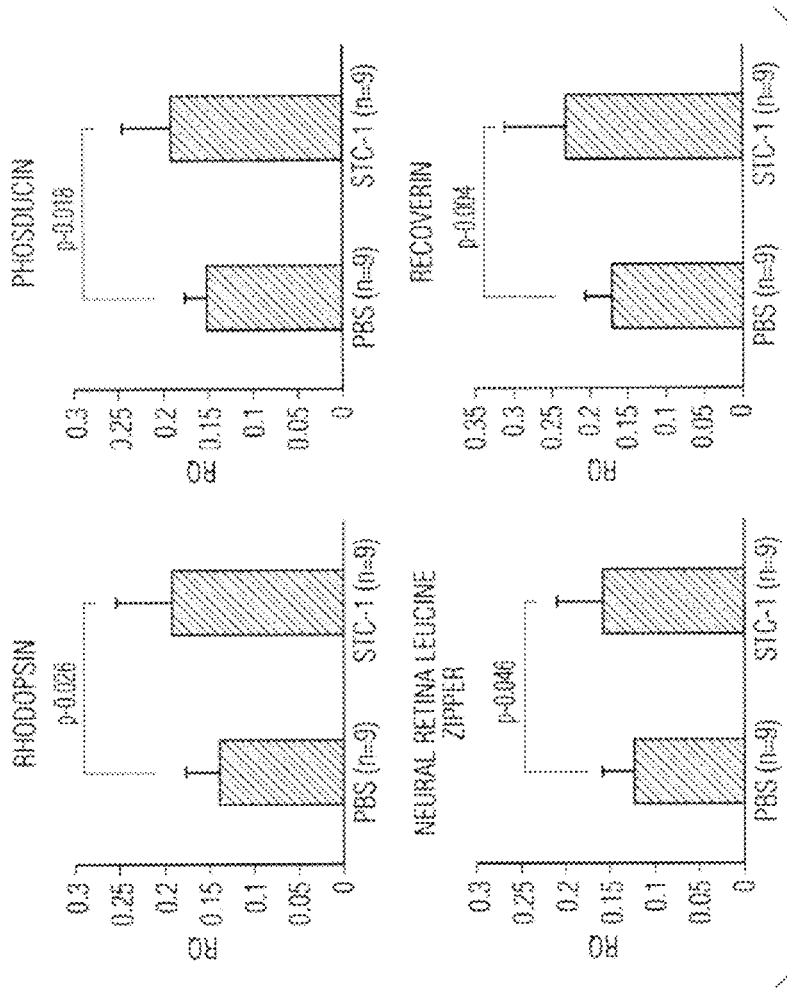 RHODOPSIN
p-0.026
0.3
0.25
0.2
0.15
0.1
0.05
0
RQ
PBS (n=9)
STC-1 (n=9)
PHOSDUCIN
p-0.018
0.3
0.25
0.2
0.15
0.1
0.05
0
RQ
PBS (n=9)
STC-1 (n=9)
NEURAL RETINA LEUCINE
ZIPPER
p-0.046
0.3
0.25
0.2
0.15
0.1
0.05
0
RQ
PBS (n=9)
STC-1 (n=9)
RECOVERIN
p-0.004
0.35
0.3
0.25
0.2
0.15
0.1
0.05
0
RQ
PBS (n=9)
STC-1 (n=9)